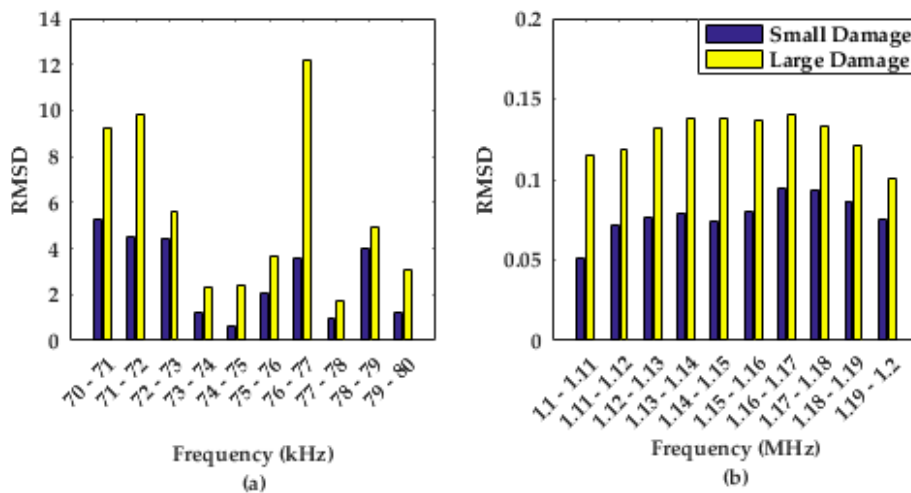 14
12
10
8
6
4
2
0
RMSD
70 - 71
71 - 72
72 - 73
73 - 74
74 - 75
75 - 76
76 - 77
77 - 78
78 - 79
79 - 80
Frequency (kHz)
(a)
0.2
0.15
0.1
0.05
0
RMSD
Small Damage
Large Damage
1.1 - 1.11
1.11 - 1.12
1.12 - 1.13
1.13 - 1.14
1.14 - 1.15
1.15 - 1.16
1.16 - 1.17
1.17 - 1.18
1.18 - 1.19
1.19 - 1.2
Frequency (MHz)
(b)